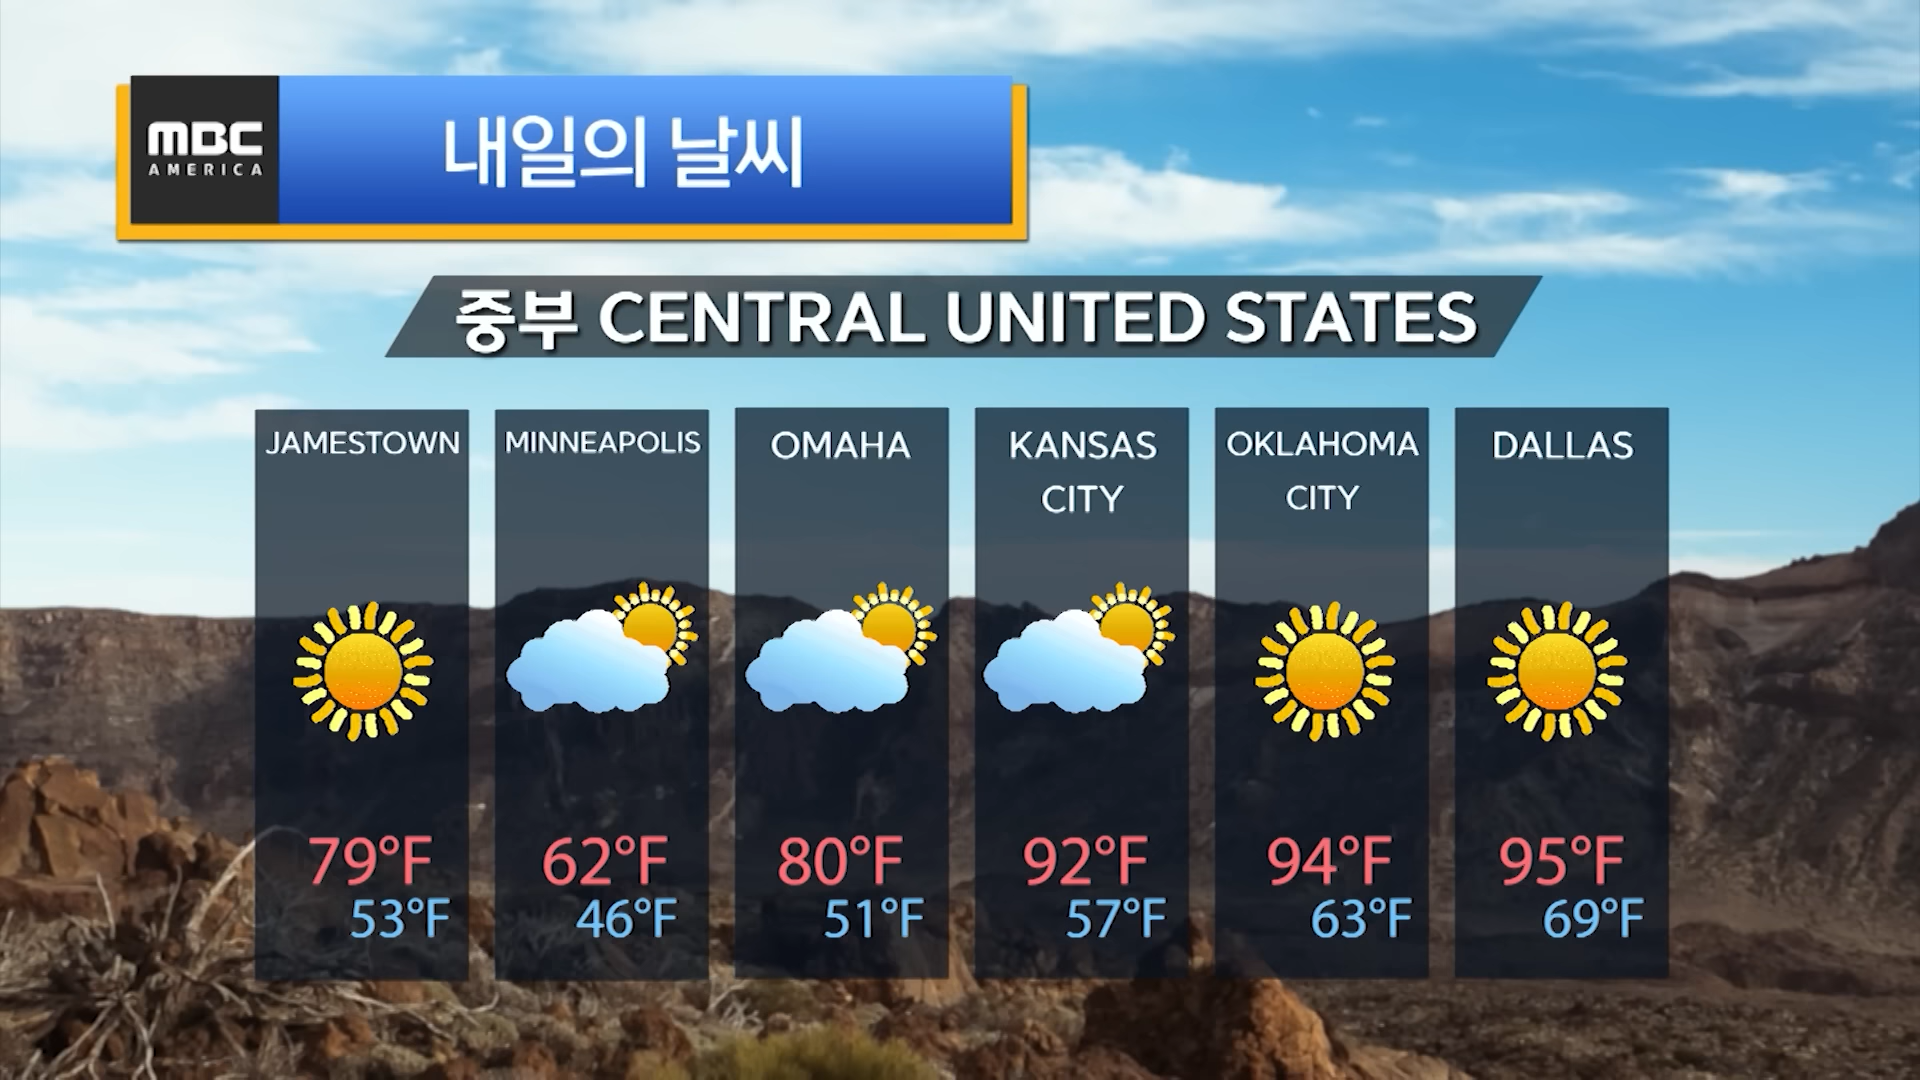 MBC
AMERICA
내일의 날씨
중부 CENTRAL UNITED STATES
JAMESTOWN
79°F
53°F
MINNEAPOLIS
62°F
46°F
OMAHA
80°F
51°F
KANSAS
CITY
92°F
57°F
OKLAHOMA
CITY
94°F
63°F
DALLAS
95°F
69°F